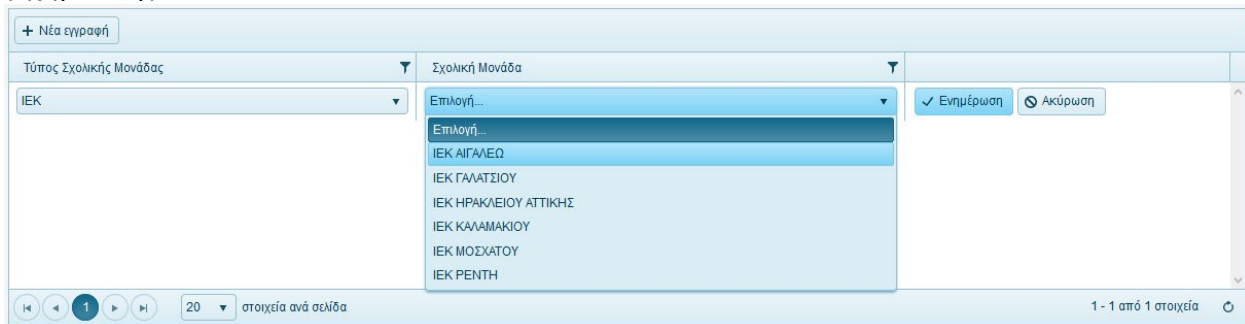 Νέα εγγραφή
Τύπος Σχολικής Μονάδας Σχολική Μονάδα
ΙΕΚ Επιλογή... Ενημέρωση Ακύρωση
Επιλογή...
ΙΕΚ ΑΙΓΑΛΕΩ
ΙΕΚ ΓΑΛΑΤΣΙΟΥ
ΙΕΚ ΗΡΑΚΛΕΙΟΥ ΑΤΤΙΚΗΣ
ΙΕΚ ΚΑΛΑΜΑΚΙΟΥ
ΙΕΚ ΜΟΣΧΑΤΟΥ
ΙΕΚ ΡΕΝΤΗ
1 20 στοιχεία ανά σελίδα 1 - 1 από 1 στοιχεία